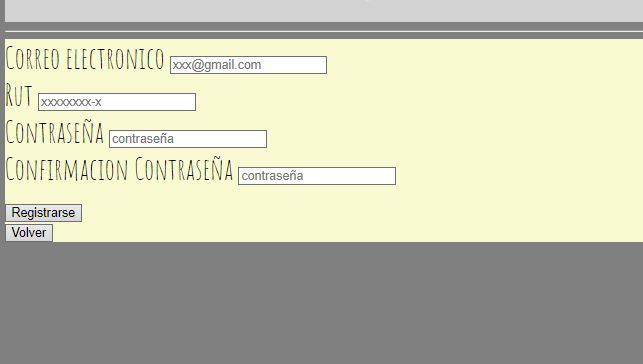 Correo electronico xxx@gmail.com
Rut xxxxxxxx-x
Contraseña contraseña
Confirmacion Contraseña contraseña
Registrarse
Volver